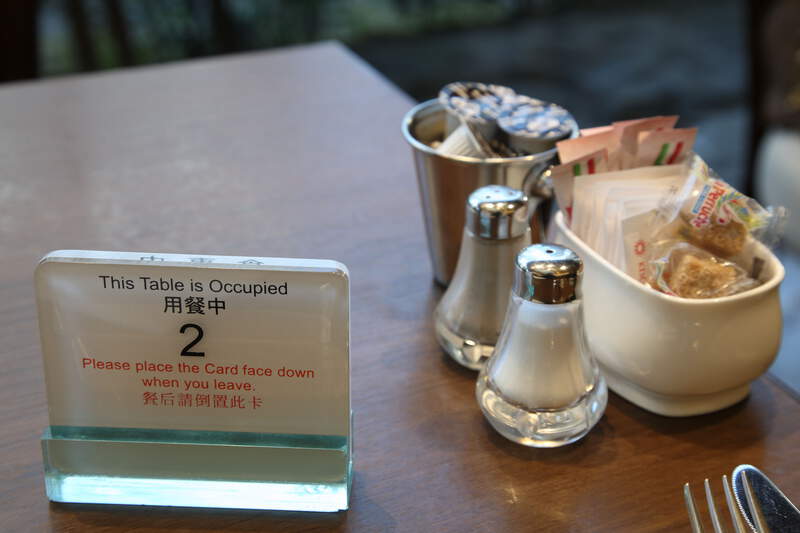 This Table is Occupied
用餐中
2
Please place the Card face down
when you leave.
餐后請倒置此卡
Perruche